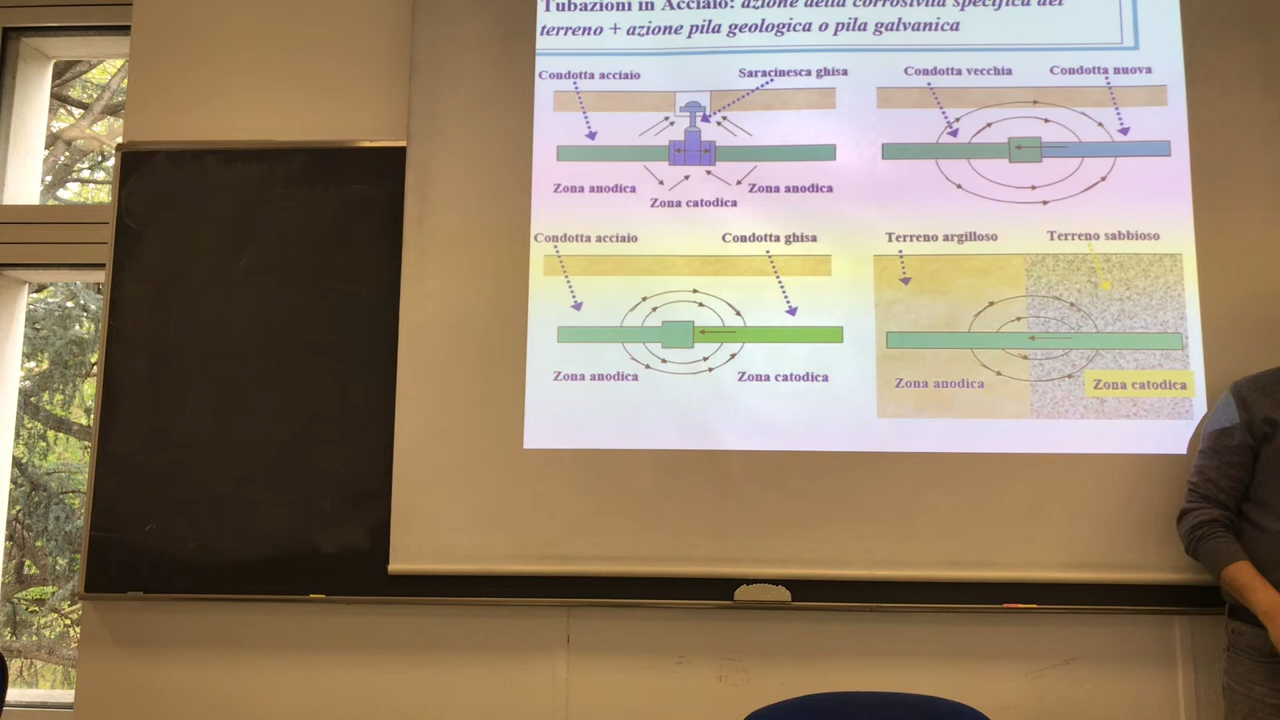 Tubazioni in Acciaio: azione della corrosività specifica del
terreno + azione pila geologica o pila galvanica
Condotta acciaio
Saracinesca ghisa
Zona anodica
Zona catodica
Zona anodica
Condotta vecchia
Condotta nuova
Condotta acciaio
Condotta ghisa
Zona anodica
Zona catodica
Terreno argilloso
Terreno sabbioso
Zona anodica
Zona catodica